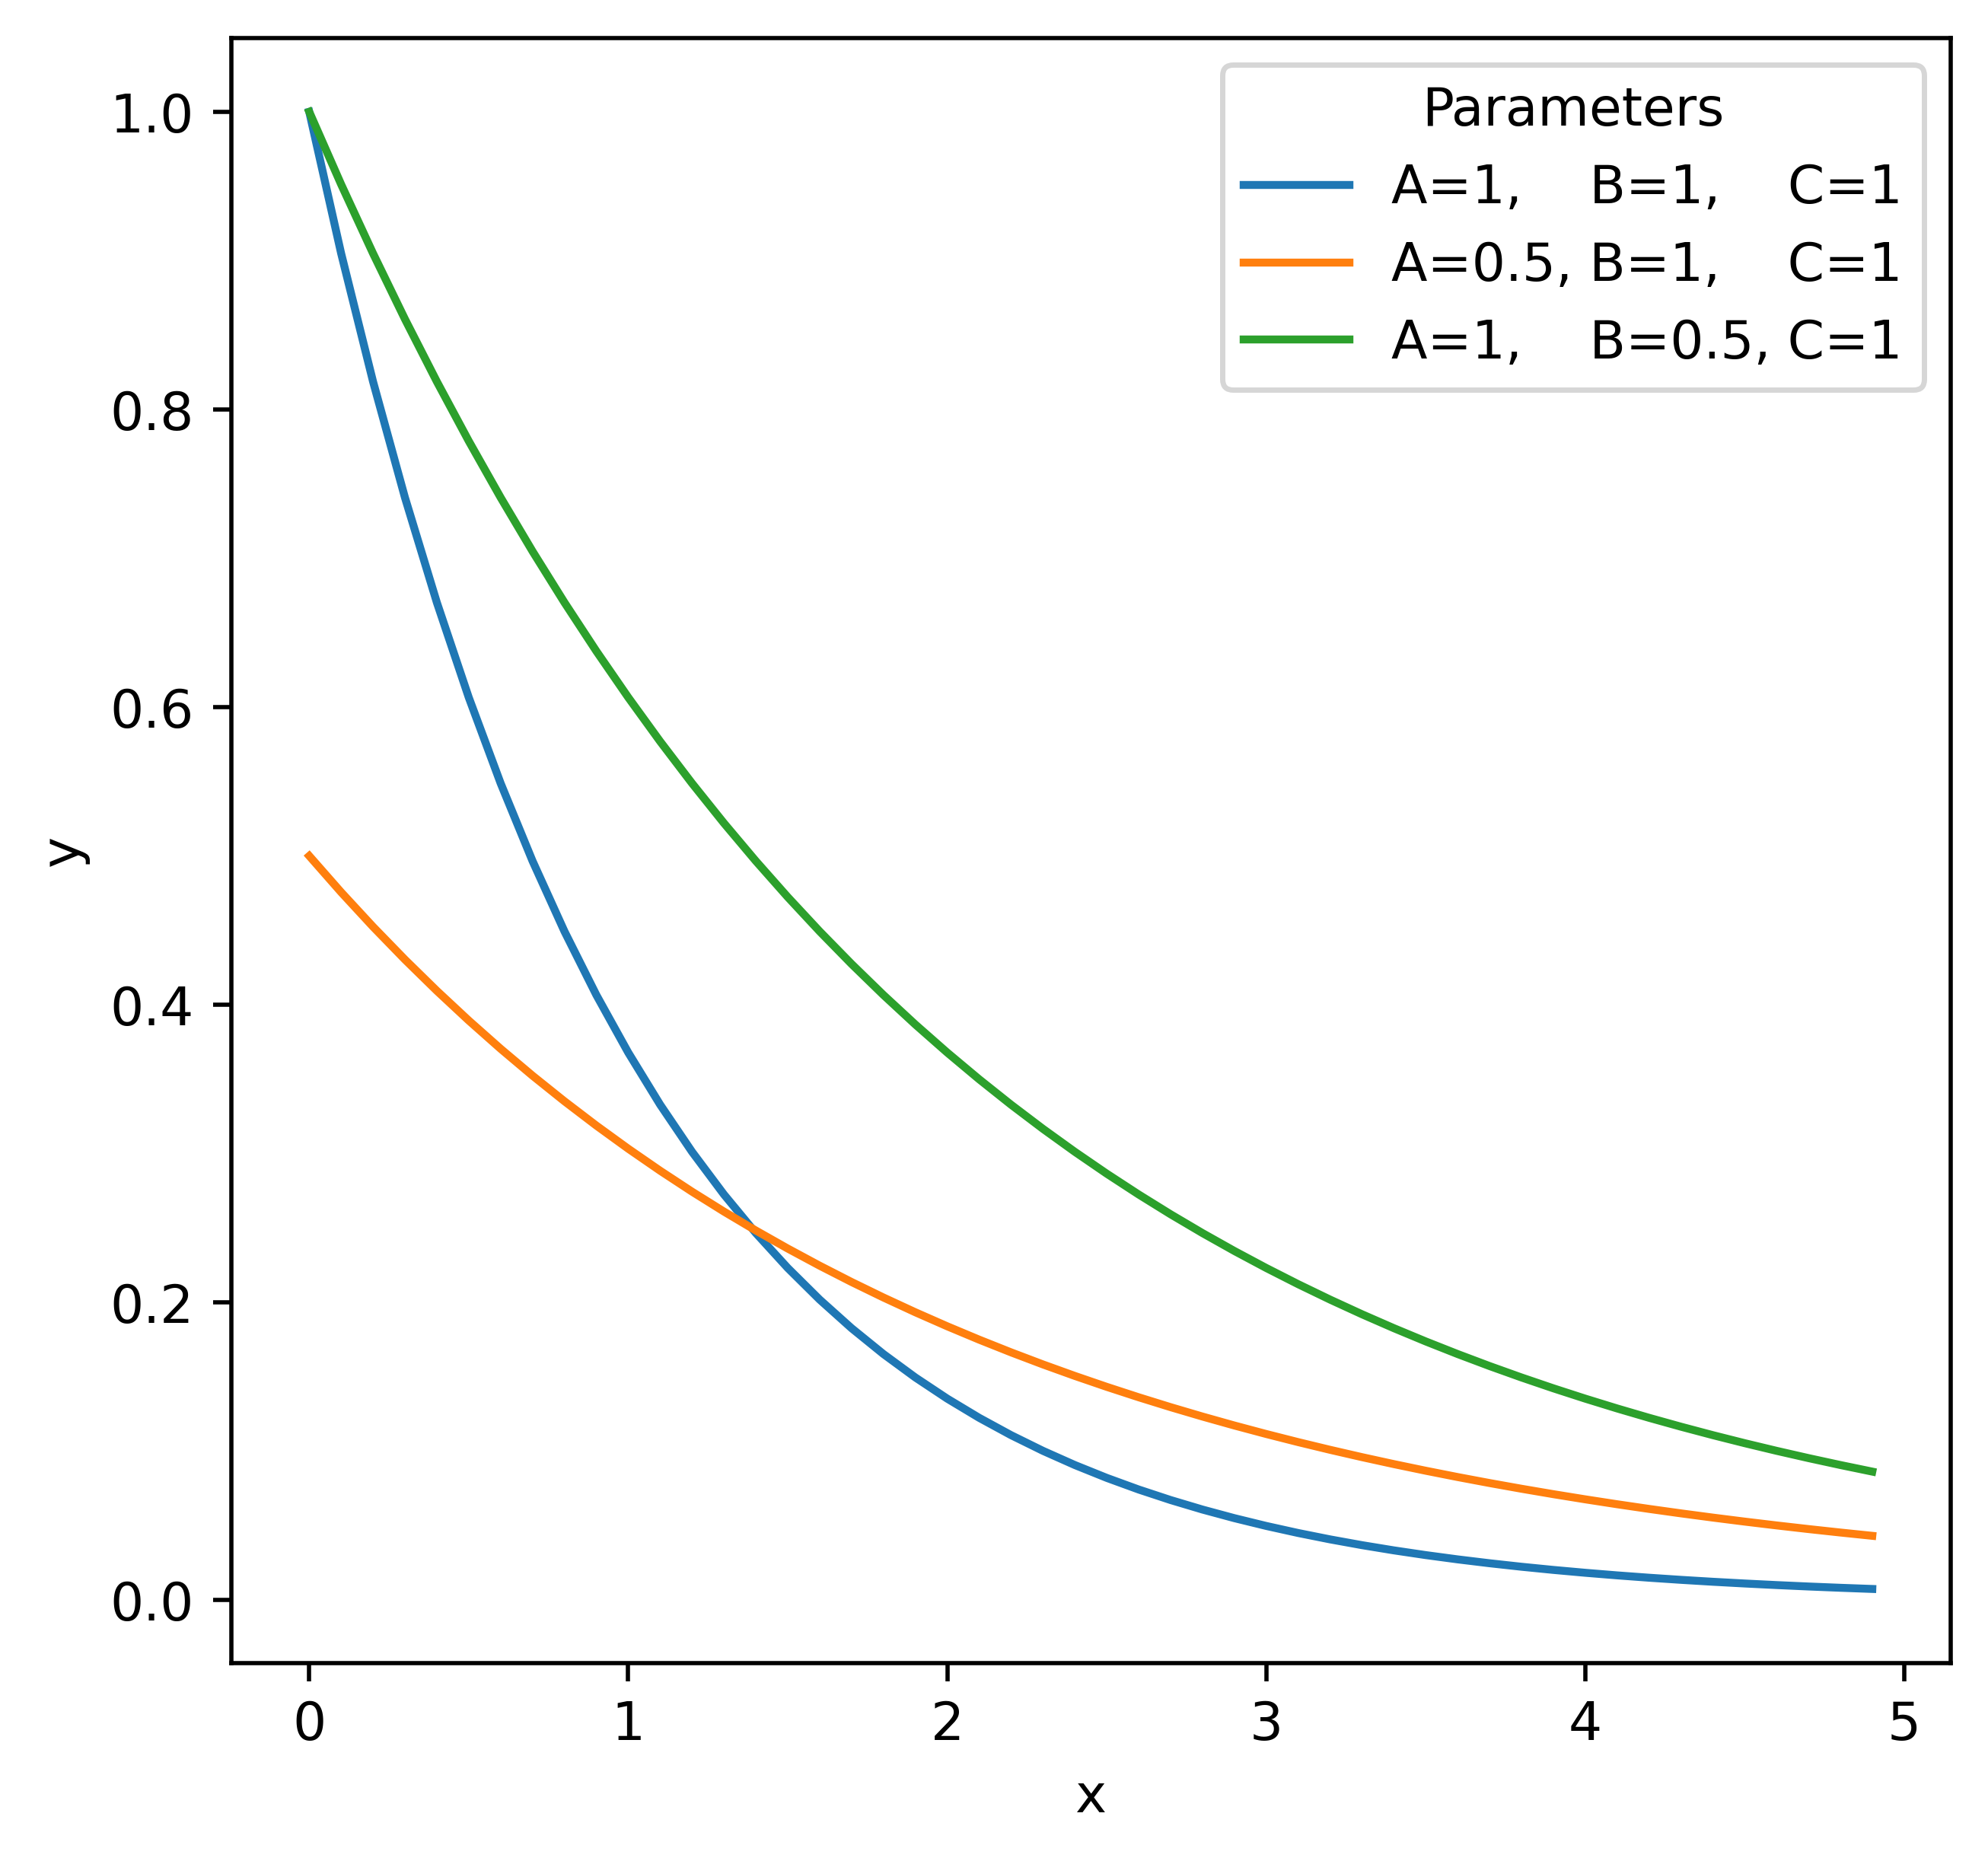 Parameters
A=1, B=1, C=1
A=0.5, B=1, C=1
A=1, B=0.5, C=1
1.0
0.8
0.6
0.4
0.2
0.0
y
0 1 2 3 4 5
x